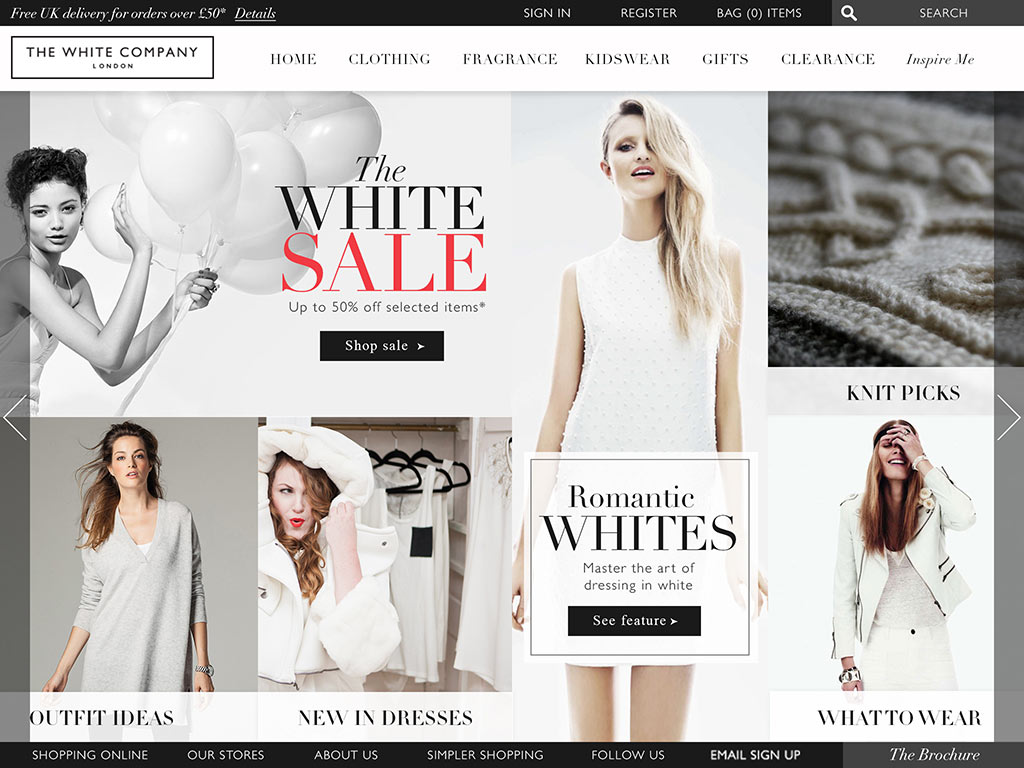 Free UK delivery for orders over £50* Details
SIGN IN
REGISTER
BAG (0) ITEMS
SEARCH
THE WHITE COMPANY
LONDON
HOME
CLOTHING
FRAGRANCE
KIDSWEAR
GIFTS
CLEARANCE
Inspire Me
The
WHITE
SALE
Up to 50% off selected items*
Shop sale
KNIT PICKS
Romantic
WHITES
Master the art of
dressing in white
See feature
OUTFIT IDEAS
NEW IN DRESSES
WHAT TO WEAR
SHOPPING ONLINE
OUR STORES
ABOUT US
SIMPLER SHOPPING
FOLLOW US
EMAIL SIGN UP
The Brochure